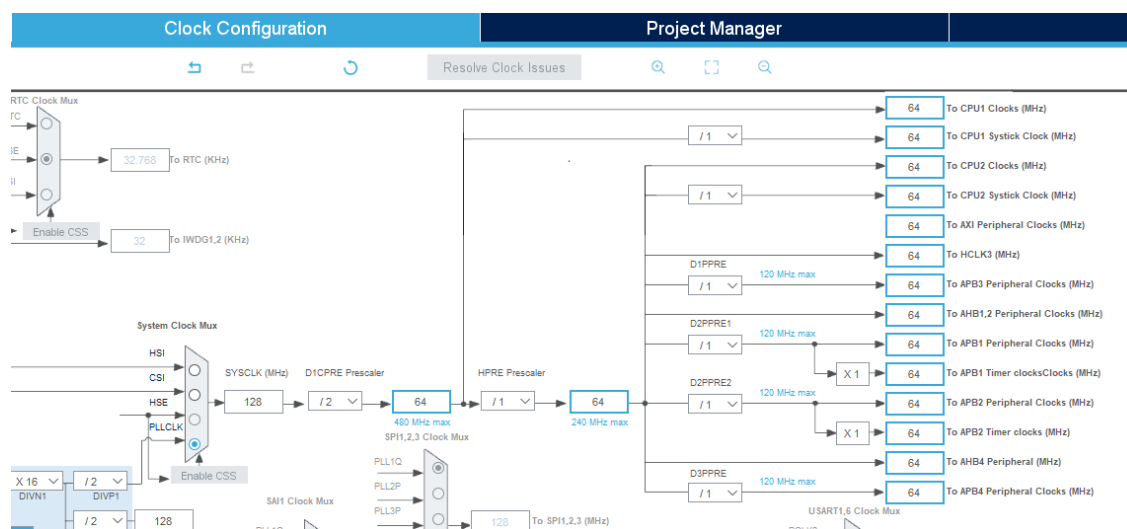 Clock Configuration
Project Manager
Resolve Clock Issues
RTC Clock Mux
32.768 To RTC (KHz)
Enable CSS
32 To IWDG1,2 (KHz)
64 To CPU1 Clocks (MHz)
/ 1 64 To CPU1 Systick Clock (MHz)
64 To CPU2 Clocks (MHz)
/ 1 64 To CPU2 Systick Clock (MHz)
64 To AXI Peripheral Clocks (MHz)
64 To HCLK3 (MHz)
D1PPRE
120 MHz max
/ 1 64 To APB3 Peripheral Clocks (MHz)
64 To AHB1,2 Peripheral Clocks (MHz)
D2PPRE1
120 MHz max
/ 1 64 To APB1 Peripheral Clocks (MHz)
X 1 64 To APB1 Timer clocksClocks (MHz)
D2PPRE2
120 MHz max
/ 1 64 To APB2 Peripheral Clocks (MHz)
X 1 64 To APB2 Timer clocks (MHz)
64 To AHB4 Peripheral (MHz)
D3PPRE
120 MHz max
/ 1 64 To APB4 Peripheral Clocks (MHz)
System Clock Mux
HSI
CSI
HSE
PLLCLK
Enable CSS
SYSCLK (MHz)
128
D1CPRE Prescaler
/ 2
64
480 MHz max
HPRE Prescaler
/ 1
64
240 MHz max
X 16
DIVN1
/ 2
DIVP1
/ 2
128
SPI1,2,3 Clock Mux
PLL1Q
PLL2P
PLL3P
128 To SPI1,2,3 (MHz)
SAI1 Clock Mux
USART1,6 Clock Mux